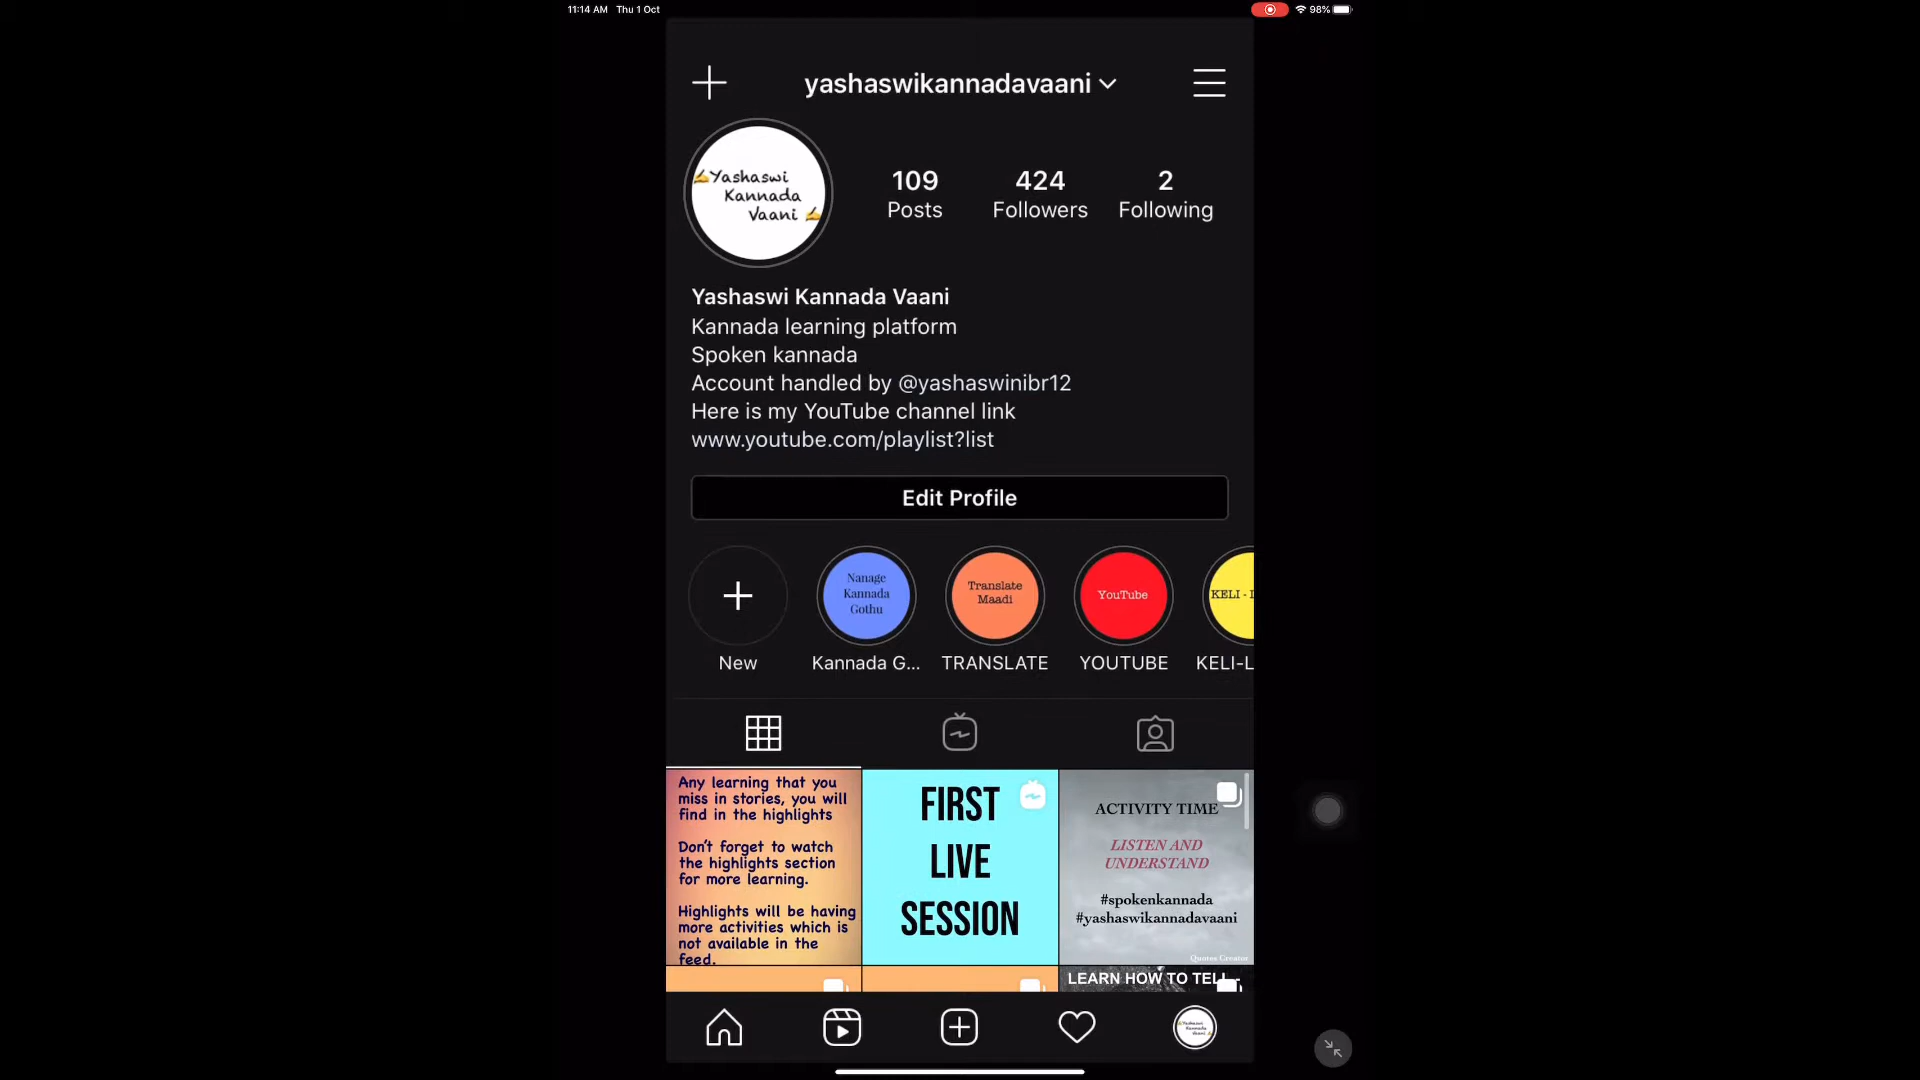 11:14 AM Thu 1 Oct
98%
yashaswikannadavaani
Yashaswi
Kannada
Vaani
109
Posts
424
Followers
2
Following
Yashaswi Kannada Vaani
Kannada learning platform
Spoken kannada
Account handled by @yashaswinibr12
Here is my YouTube channel link
www.youtube.com/playlist?list
Edit Profile
Nanage
Kannada
Gothu
Translate
Maadi
YouTube
KELI -
New
Kannada G...
TRANSLATE
YOUTUBE
KELI-L
Any learning that you
miss in stories, you will
find in the highlights
Don't forget to watch
the highlights section
for more learning.
Highlights will be having
more activities which is
not available in the
feed.
FIRST
LIVE
SESSION
ACTIVITY TIME
LISTEN AND
UNDERSTAND
#spokenkannada
#yashaswikannadavaani
Quotes Creator
LEARN HOW TO TELL -
Yashaswi
Kannada
Vaani